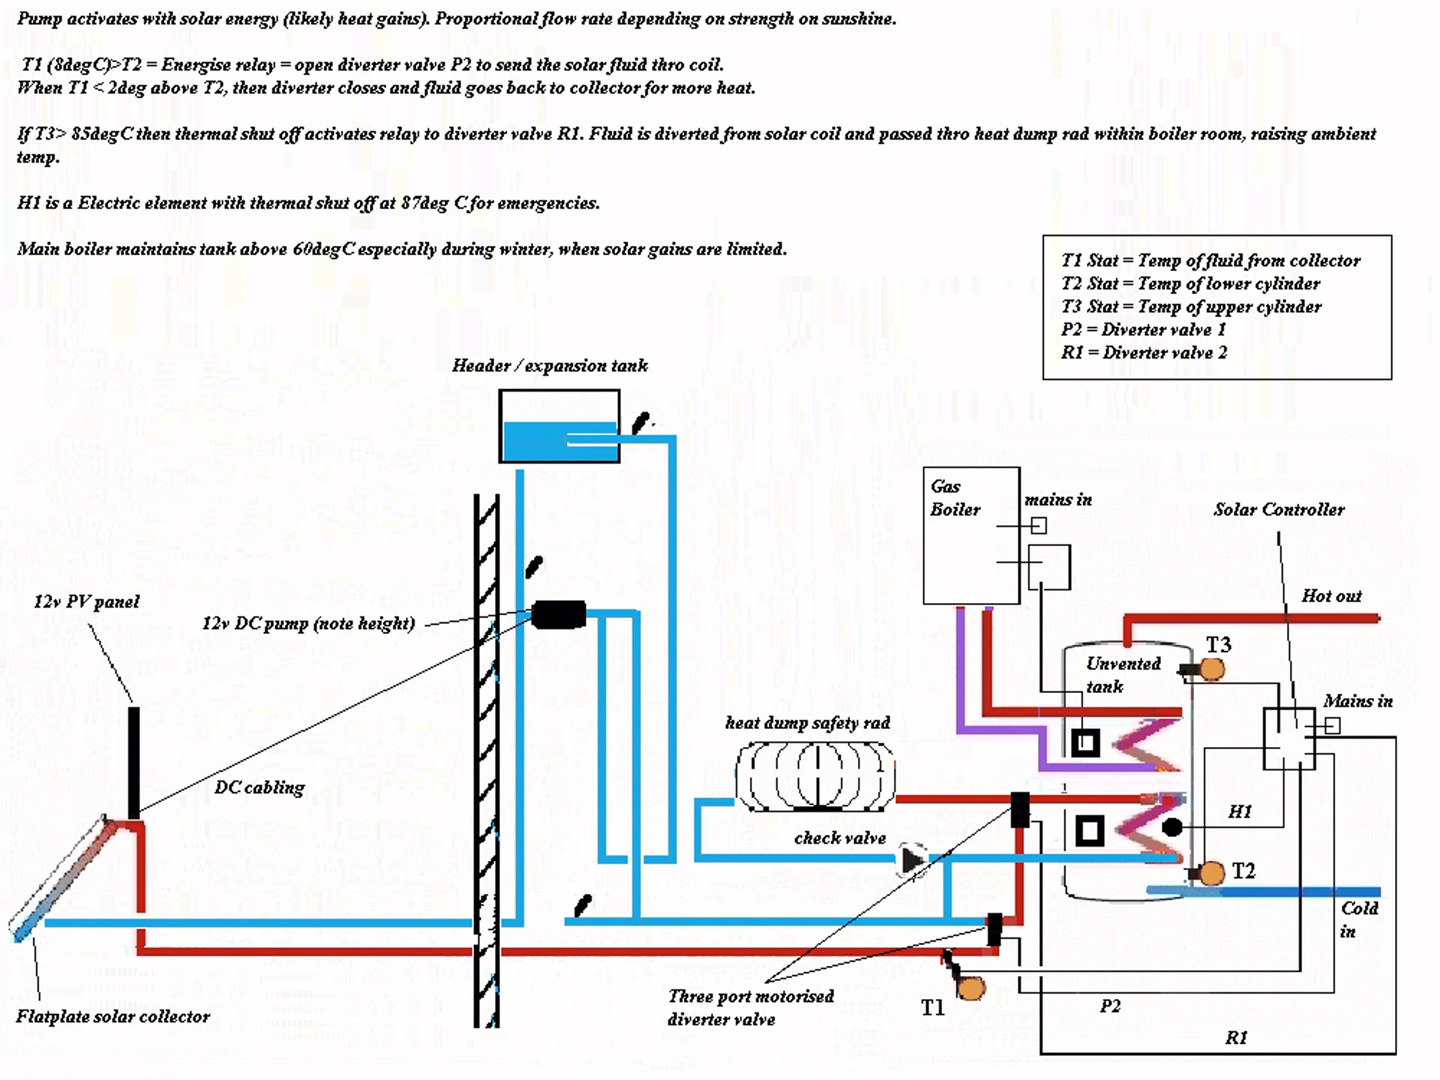 Pump activates with solar energy (likely heat gains). Proportional flow rate depending on strength on sunshine.
T1 (8degC)>T2 = Energise relay = open diverter valve P2 to send the solar fluid thro coil.
When T1 < 2deg above T2, then diverter closes and fluid goes back to collector for more heat.
If T3> 85degC then thermal shut off activates relay to diverter valve R1. Fluid is diverted from solar coil and passed thro heat dump rad within boiler room, raising ambient
temp.
H1 is a Electric element with thermal shut off at 87deg C for emergencies.
Main boiler maintains tank above 60degC especially during winter, when solar gains are limited.
T1 Stat = Temp of fluid from collector
T2 Stat = Temp of lower cylinder
T3 Stat = Temp of upper cylinder
P2 = Diverter valve 1
R1 = Diverter valve 2
Header / expansion tank
Gas
Boiler
mains in
Solar Controller
12v PV panel
12v DC pump (note height)
Hot out
T3
Unvented
tank
Mains in
heat dump safety rad
DC cabling
check valve
H1
T2
Cold
in
Flatplate solar collector
Three port motorised
diverter valve
T1
P2
R1